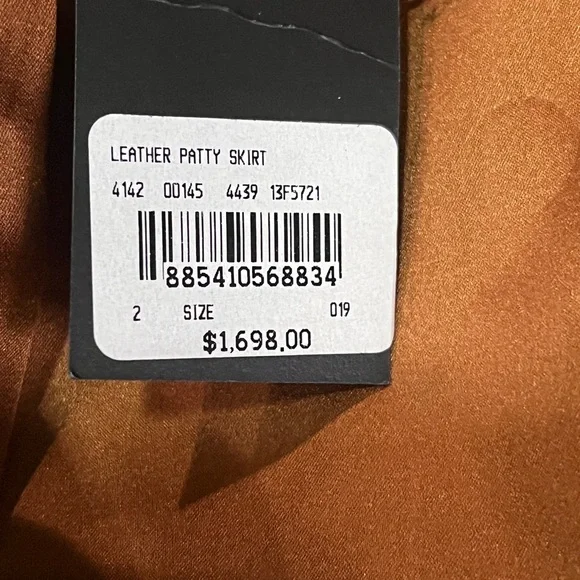 LEATHER PATTY SKIRT
4142 00145 4439 13F5721
885410568834
2 SIZE 019
$1,698.00